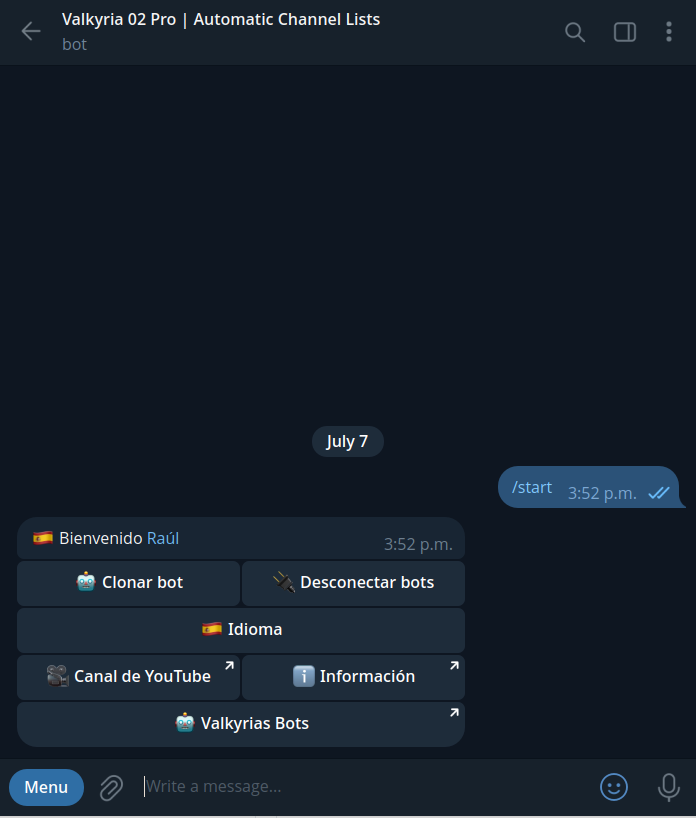 Valkyria 02 Pro | Automatic Channel Lists
bot
July 7
/start 3:52 p.m.
🇪🇸 Bienvenido Raúl 3:52 p.m.
🤖 Clonar bot
🔌 Desconectar bots
🇪🇸 Idioma
🎥 Canal de YouTube
ℹ️ Información
🤖 Valkyrias Bots
Menu
Write a message...